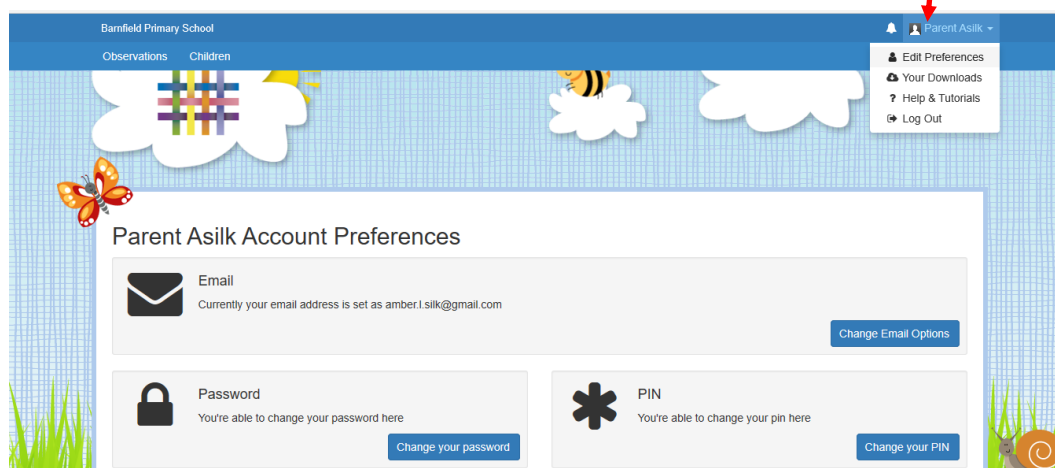 Barnfield Primary School
Parent Asilk
Observations Children
Edit Preferences
Your Downloads
? Help & Tutorials
Log Out
Parent Asilk Account Preferences
Email
Currently your email address is set as amber.l.silk@gmail.com
Change Email Options
Password
You're able to change your password here
Change your password
PIN
You're able to change your pin here
Change your PIN